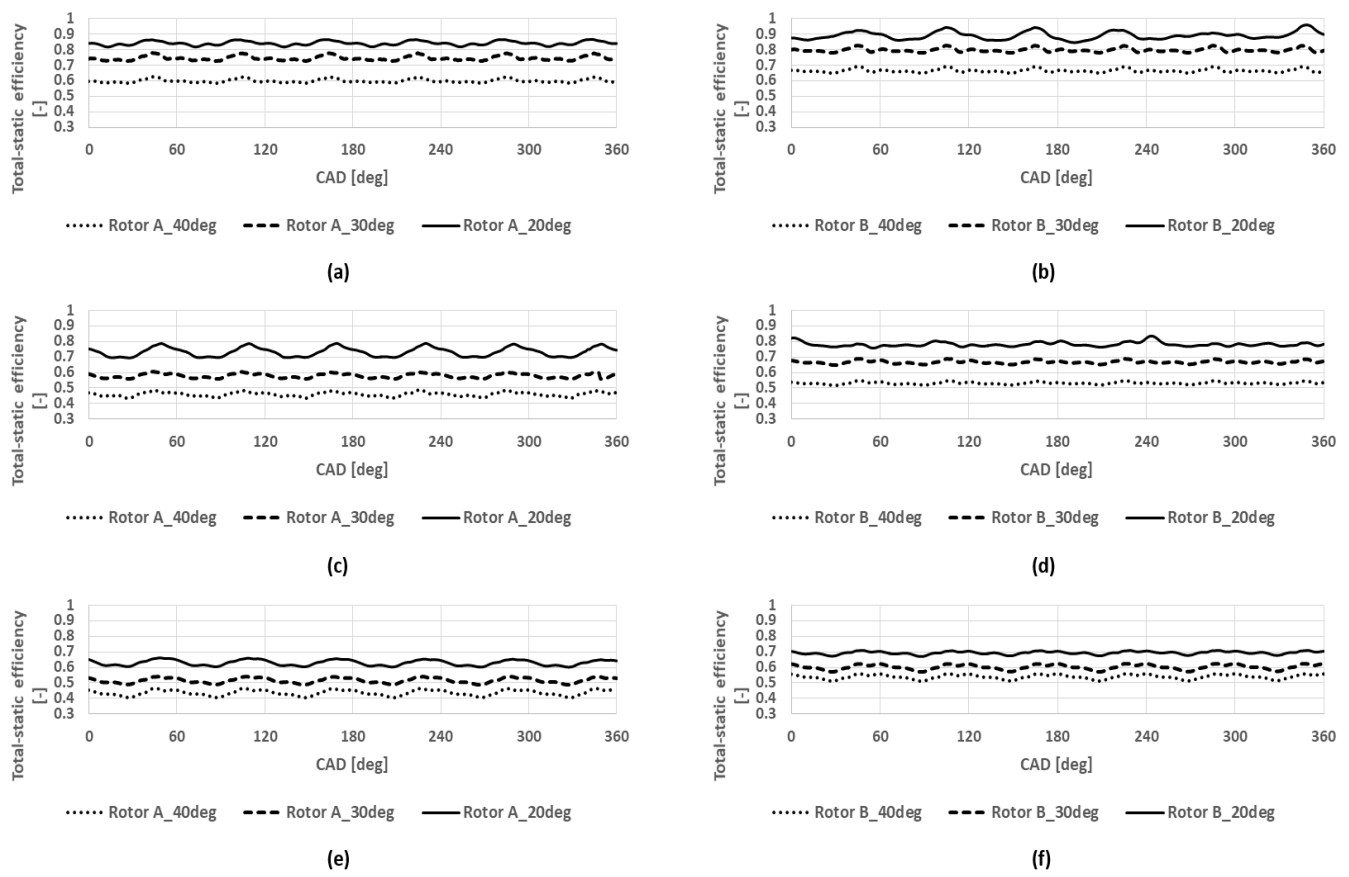 Total-static efficiency
[-]
1
0.9
0.8
0.7
0.6
0.5
0.4
0.3
0 60 120 180 240 300 360
CAD [deg]
Rotor A_40deg Rotor A_30deg Rotor A_20deg
(a)
Total-static efficiency
[-]
1
0.9
0.8
0.7
0.6
0.5
0.4
0.3
0 60 120 180 240 300 360
CAD [deg]
Rotor B_40deg Rotor B_30deg Rotor B_20deg
(b)
Total-static efficiency
[-]
1
0.9
0.8
0.7
0.6
0.5
0.4
0.3
0 60 120 180 240 300 360
CAD [deg]
Rotor A_40deg Rotor A_30deg Rotor A_20deg
(c)
Total-static efficiency
[-]
1
0.9
0.8
0.7
0.6
0.5
0.4
0.3
0 60 120 180 240 300 360
CAD [deg]
Rotor B_40deg Rotor B_30deg Rotor B_20deg
(d)
Total-static efficiency
[-]
1
0.9
0.8
0.7
0.6
0.5
0.4
0.3
0 60 120 180 240 300 360
CAD [deg]
Rotor A_40deg Rotor A_30deg Rotor A_20deg
(e)
Total-static efficiency
[-]
1
0.9
0.8
0.7
0.6
0.5
0.4
0.3
0 60 120 180 240 300 360
CAD [deg]
Rotor B_40deg Rotor B_30deg Rotor B_20deg
(f)